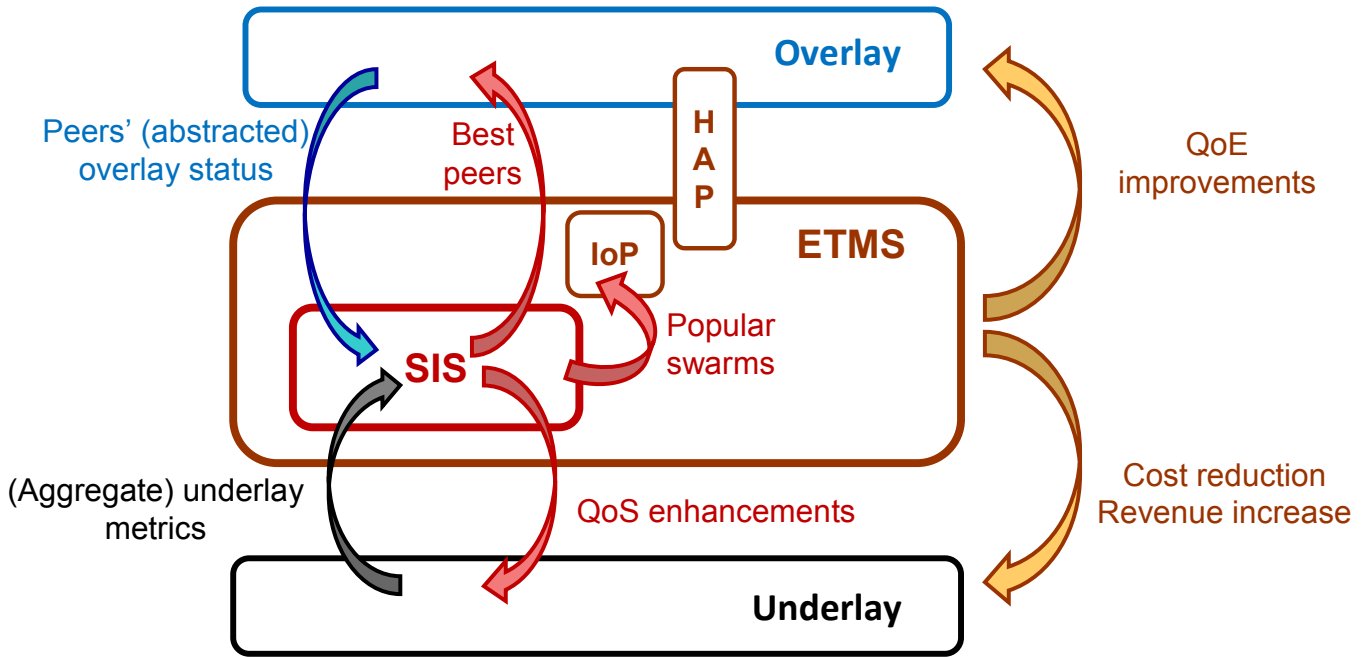 Overlay
Peers’ (abstracted)
overlay status
Best
peers
H
A
P
QoE
improvements
ETMS
IoP
Popular
swarms
SIS
(Aggregate) underlay
metrics
QoS enhancements
Cost reduction
Revenue increase
Underlay